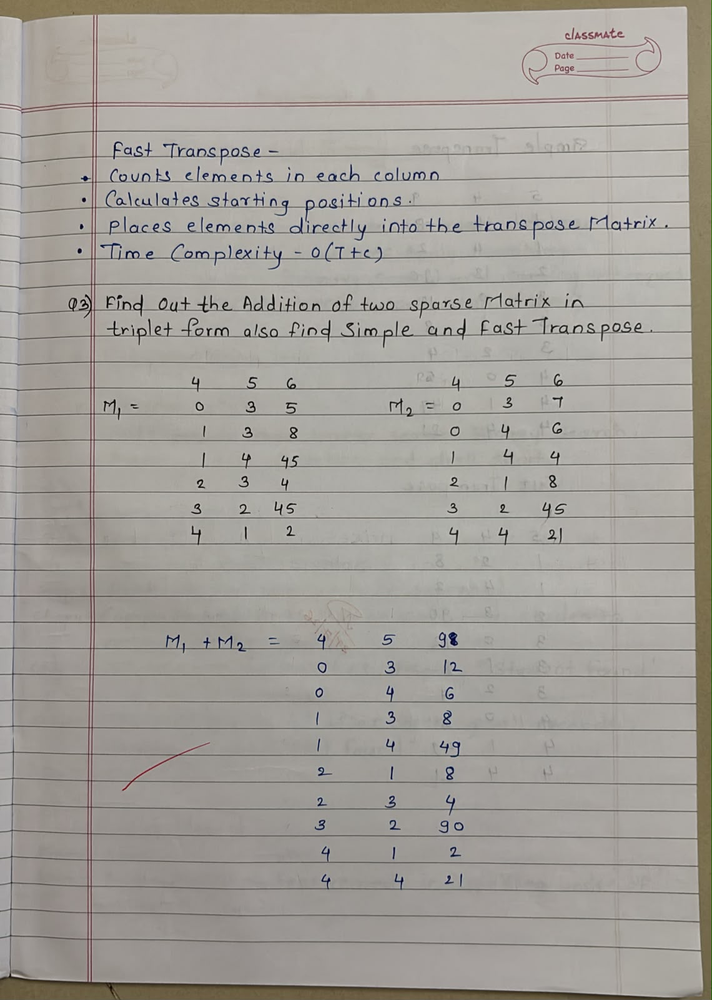 classmate
Date
Page
Fast Transpose -
• Counts elements in each column
• Calculates starting positions.
• Places elements directly into the transpose Matrix.
• Time Complexity - O(T+C)
Q3) Find out the Addition of two sparse Matrix in
triplet form also find Simple and Fast Transpose.
4 5 6 4 5 6
M1 = 0 3 5 M2 = 0 3 7
1 3 8 0 4 6
1 4 45 1 4 4
2 3 4 2 1 8
3 2 45 3 2 45
4 1 2 4 4 21
M1 + M2 = 4 5
0 3 12
0 4 6
1 3 8
1 4 49
2 1 8
2 3 4
3 2 90
4 1 2
4 4 21